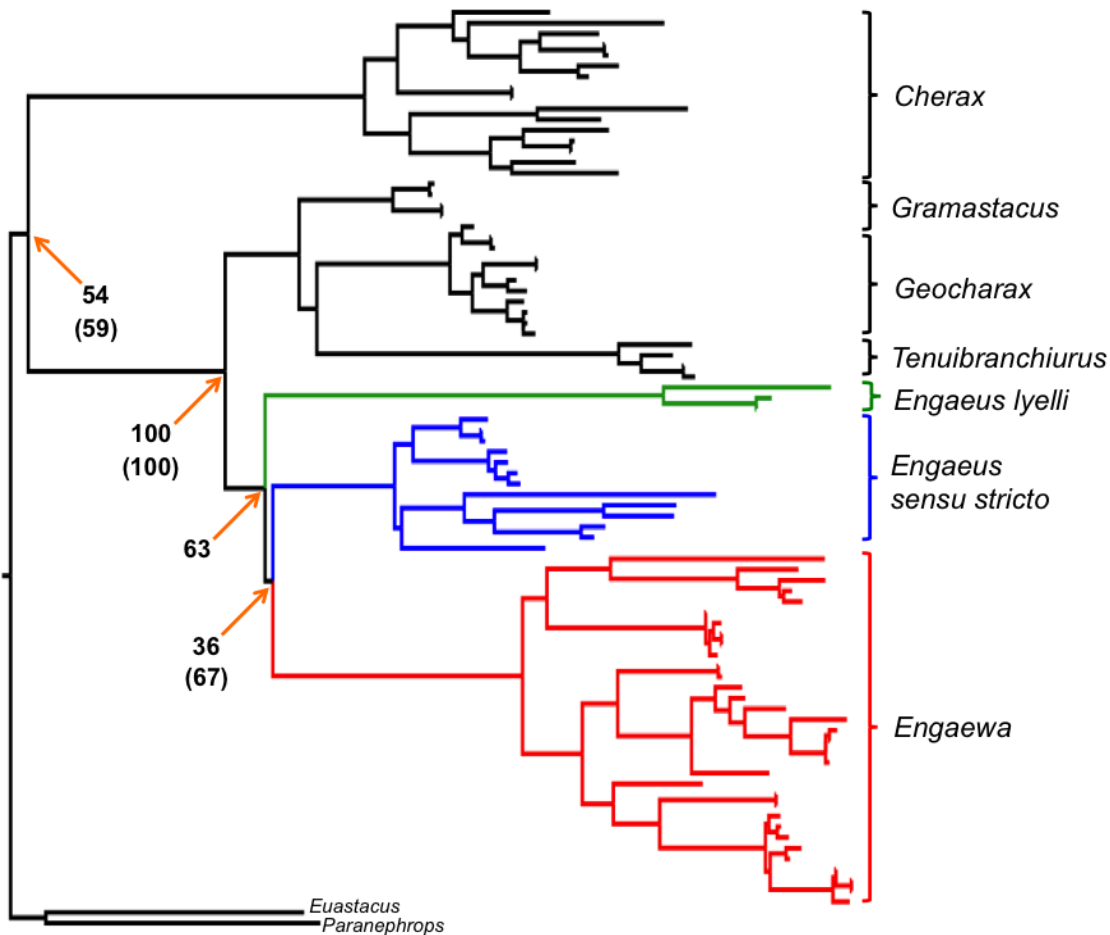 Cherax
Gramastacus
54
(59)
Geocharax
Tenuibranchiurus
Engaeus lyelli
100
(100)
Engaeus
sensu stricto
63
36
(67)
Engaewa
Euastacus
Paranephrops